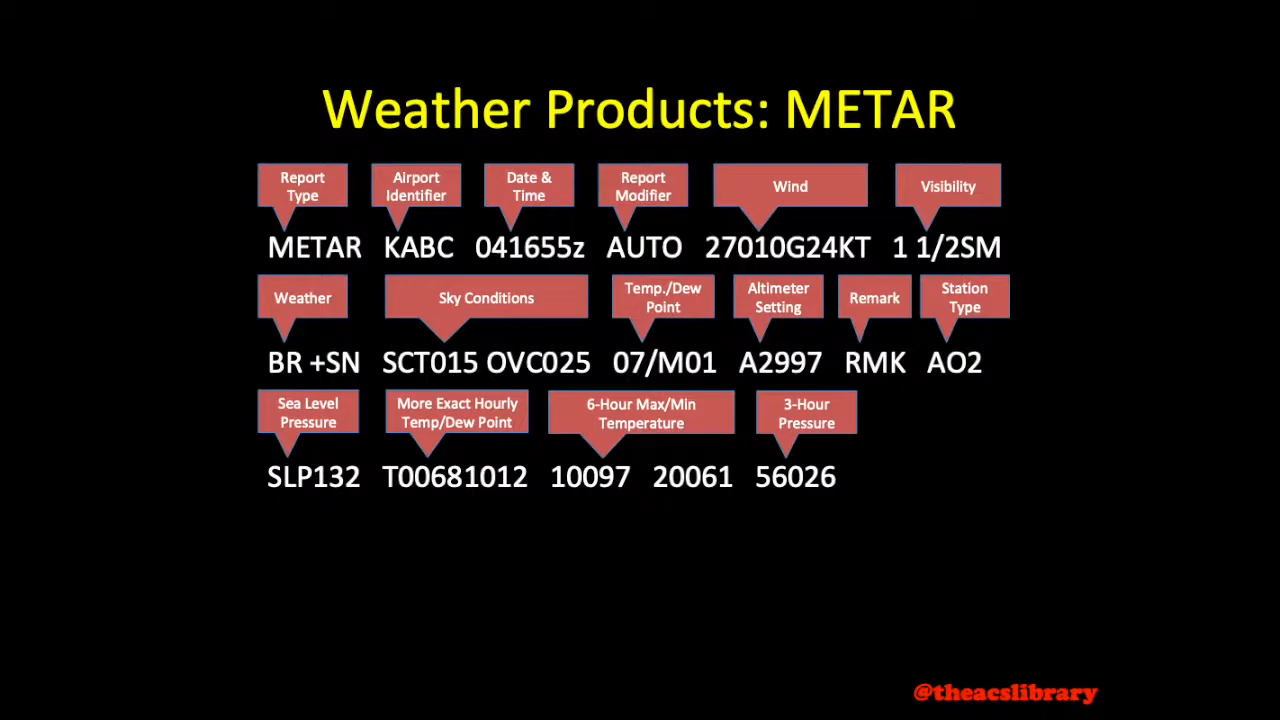 Weather Products: METAR
Report Type
Airport Identifier
Date & Time
Report Modifier
Wind
Visibility
METAR KABC 041655z AUTO 27010G24KT 1 1/2SM
Weather
Sky Conditions
Temp./Dew Point
Altimeter Setting
Remark
Station Type
BR +SN SCT015 OVC025 07/M01 A2997 RMK AO2
Sea Level Pressure
More Exact Hourly Temp/Dew Point
6-Hour Max/Min Temperature
3-Hour Pressure
SLP132 T00681012 10097 20061 56026
@theacslibrary